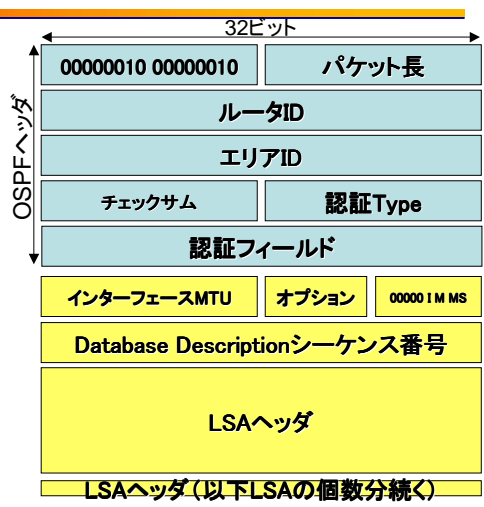 32ビット
OSPFヘッダ
00000010 00000010 パケット長
ルータID
エリアID
チェックサム 認証Type
認証フィールド
インターフェースMTU オプション 00000 I M MS
Database Descriptionシーケンス番号
LSAヘッダ
LSAヘッダ(以下LSAの個数分続く)